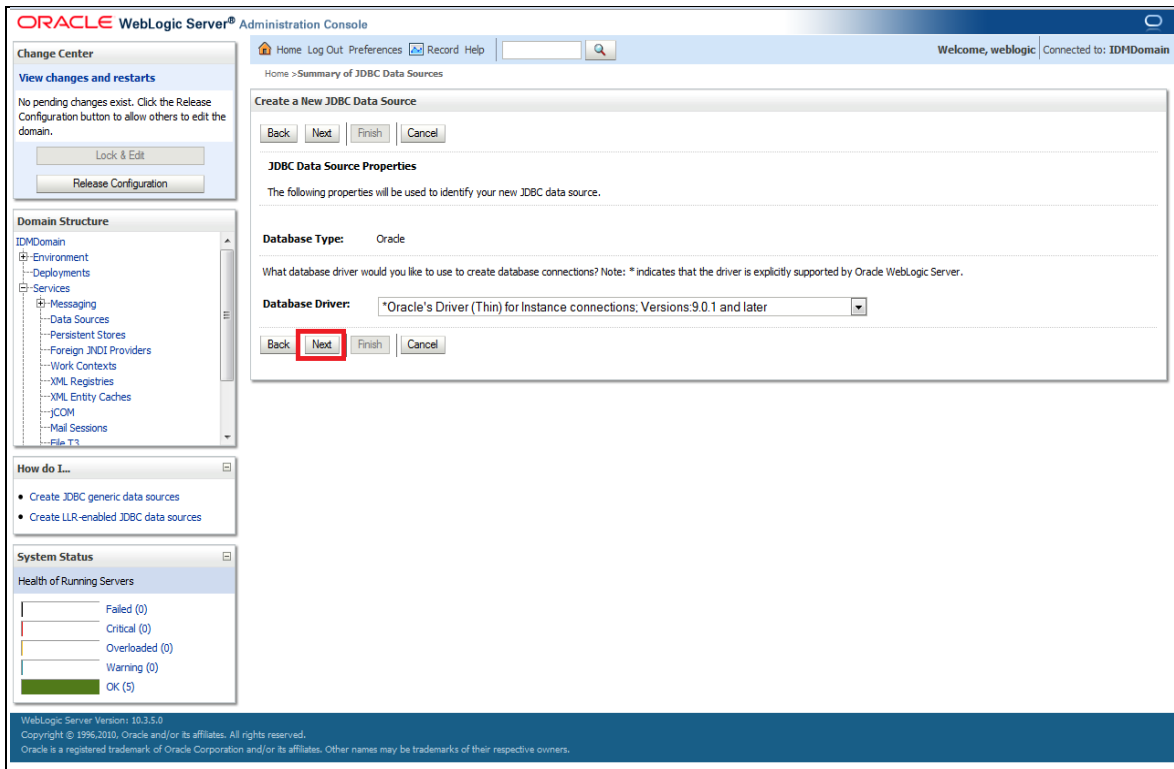 ORACLE WebLogic Server® Administration Console
Change Center
View changes and restarts
No pending changes exist. Click the Release
Configuration button to allow others to edit the
domain.
Lock & Edit
Release Configuration
Domain Structure
IDMDomain
Environment
Deployments
Services
Messaging
Data Sources
Persistent Stores
Foreign JNDI Providers
Work Contexts
XML Registries
XML Entity Caches
jCOM
Mail Sessions
File T3
How do I...
Create JDBC generic data sources
Create LLR-enabled JDBC data sources
System Status
Health of Running Servers
Failed (0)
Critical (0)
Overloaded (0)
Warning (0)
OK (5)
Home Log Out Preferences Record Help
Welcome, weblogic Connected to: IDMDomain
Home >Summary of JDBC Data Sources
Create a New JDBC Data Source
Back Next Finish Cancel
JDBC Data Source Properties
The following properties will be used to identify your new JDBC data source.
Database Type: Oracle
What database driver would you like to use to create database connections? Note: * indicates that the driver is explicitly supported by Oracle WebLogic Server.
Database Driver: *Oracle's Driver (Thin) for Instance connections; Versions:9.0.1 and later
Back Next Finish Cancel
WebLogic Server Version: 10.3.5.0
Copyright © 1996,2010, Oracle and/or its affiliates. All rights reserved.
Oracle is a registered trademark of Oracle Corporation and/or its affiliates. Other names may be trademarks of their respective owners.